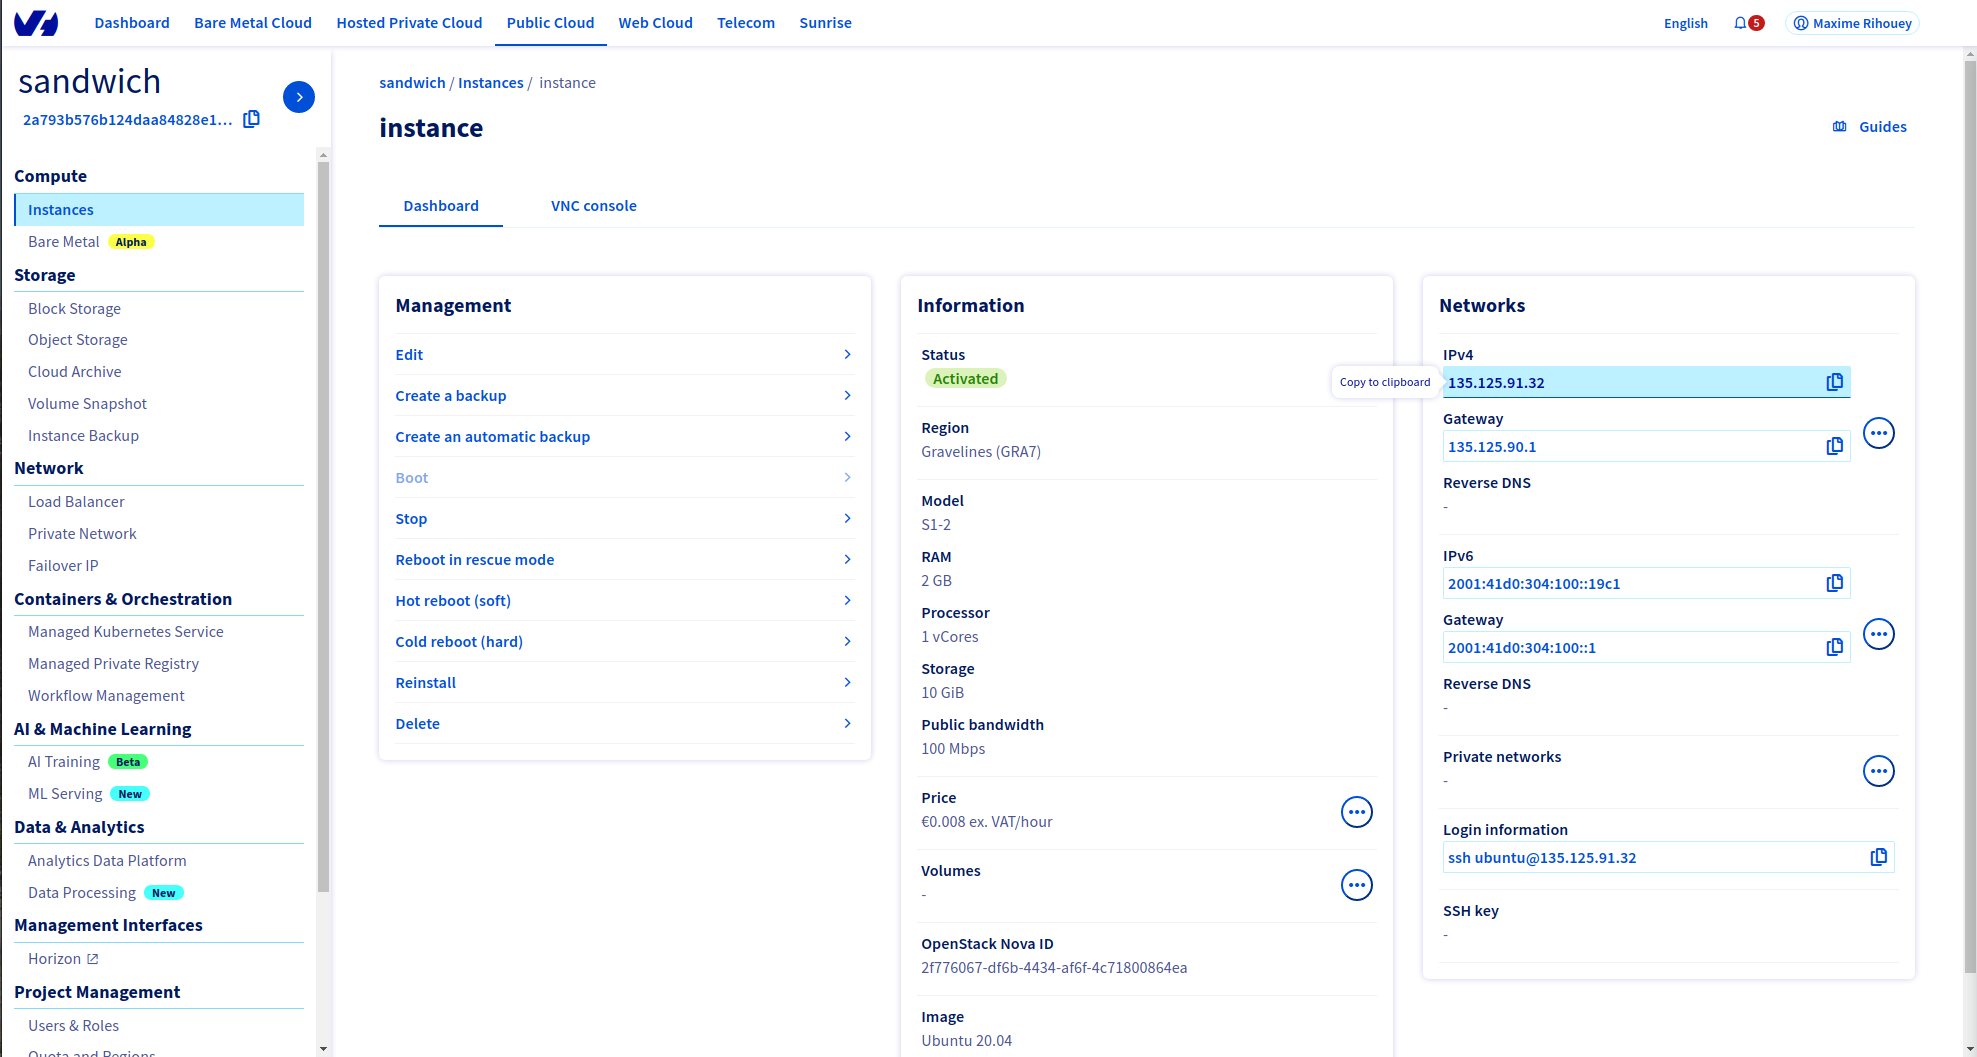 Dashboard Bare Metal Cloud Hosted Private Cloud Public Cloud Web Cloud Telecom Sunrise English 5 Maxime Rihouey
sandwich
2a793b576b124daa84828e1...
Compute
Instances
Bare Metal Alpha
Storage
Block Storage
Object Storage
Cloud Archive
Volume Snapshot
Instance Backup
Network
Load Balancer
Private Network
Failover IP
Containers & Orchestration
Managed Kubernetes Service
Managed Private Registry
Workflow Management
AI & Machine Learning
AI Training Beta
ML Serving New
Data & Analytics
Analytics Data Platform
Data Processing New
Management Interfaces
Horizon
Project Management
Users & Roles
Quota and Regions
sandwich / Instances / instance
instance
Guides
Dashboard VNC console
Management
Edit
Create a backup
Create an automatic backup
Boot
Stop
Reboot in rescue mode
Hot reboot (soft)
Cold reboot (hard)
Reinstall
Delete
Information
Status
Activated
Region
Gravelines (GRA7)
Model
S1-2
RAM
2 GB
Processor
1 vCores
Storage
10 GiB
Public bandwidth
100 Mbps
Price
€0.008 ex. VAT/hour
Volumes
-
OpenStack Nova ID
2f776067-df6b-4434-af6f-4c71800864ea
Image
Ubuntu 20.04
Networks
IPv4
Copy to clipboard
135.125.91.32
Gateway
135.125.90.1
Reverse DNS
-
IPv6
2001:41d0:304:100::19c1
Gateway
2001:41d0:304:100::1
Reverse DNS
-
Private networks
-
Login information
ssh ubuntu@135.125.91.32
SSH key
-